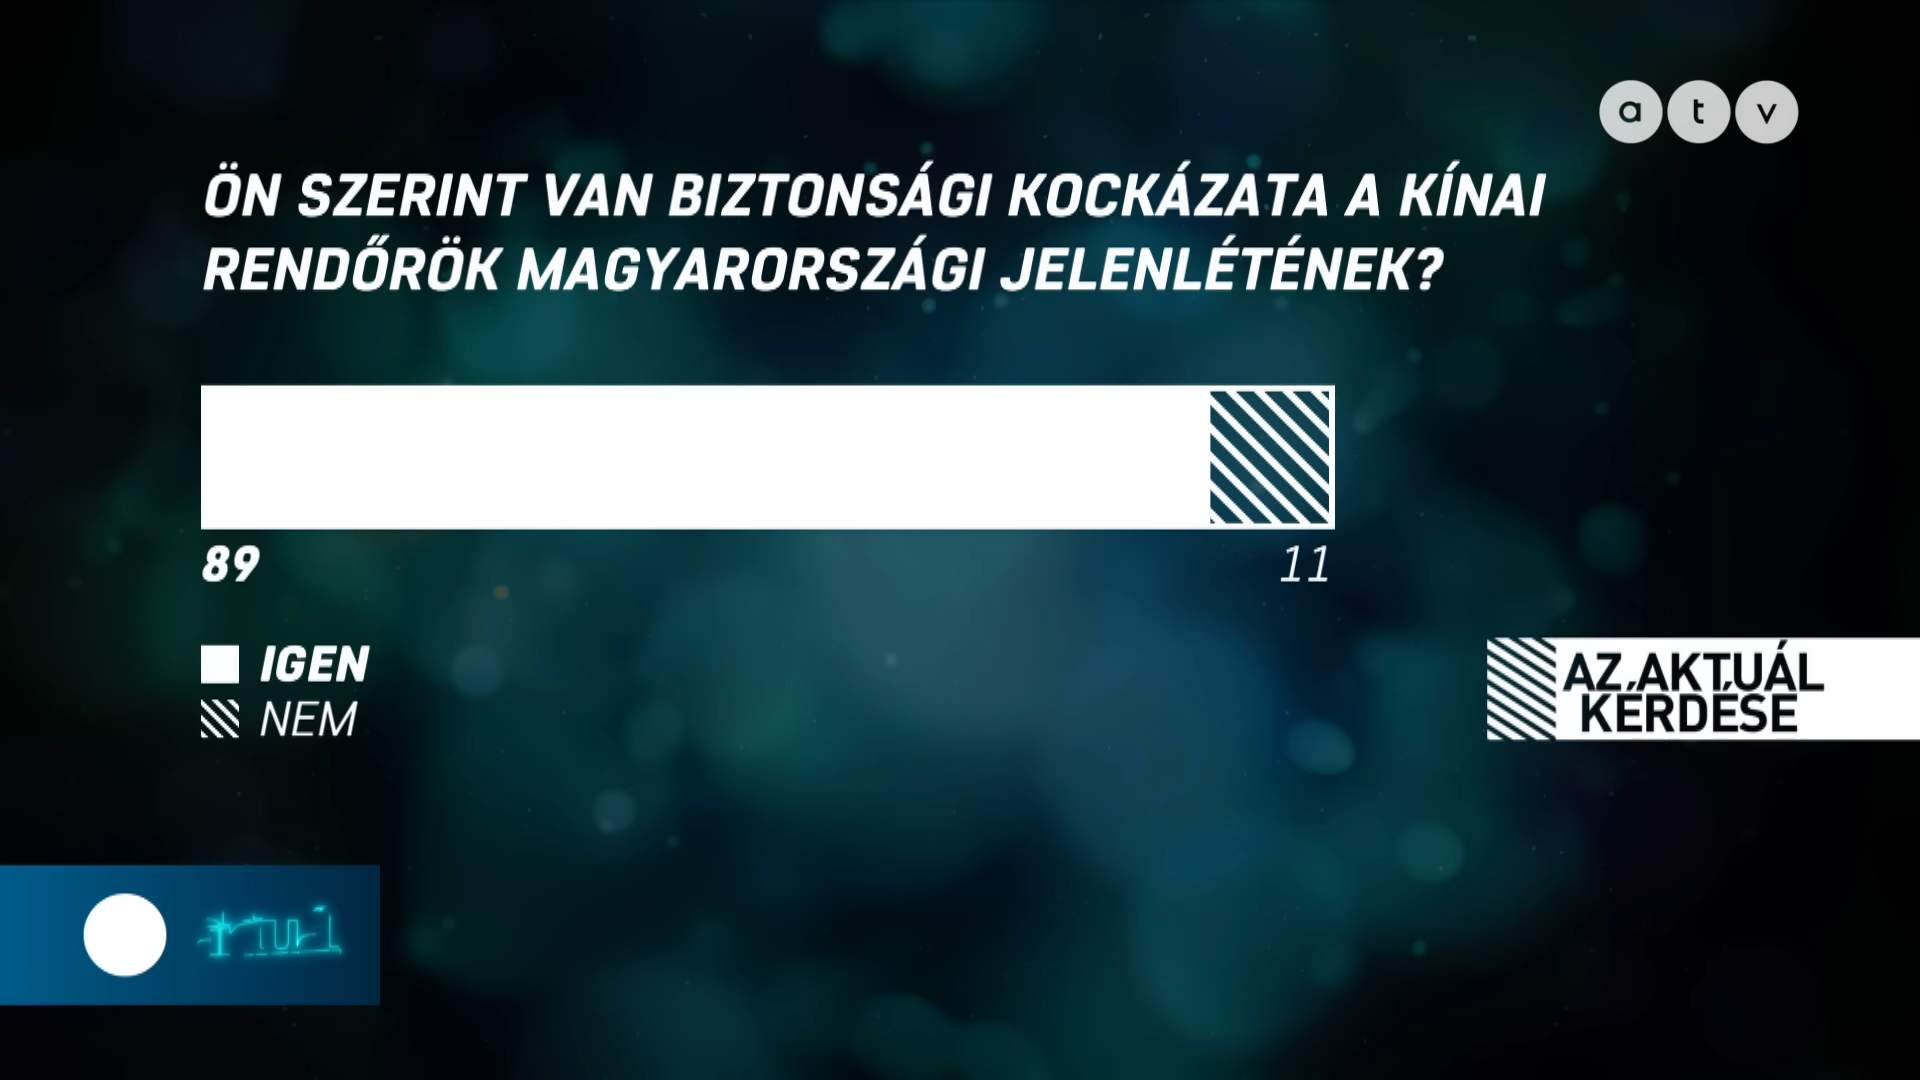 a t v
ÖN SZERINT VAN BIZTONSÁGI KOCKÁZATA A KÍNAI
RENDŐRÖK MAGYARORSZÁGI JELENLÉTÉNEK?
89 11
IGEN
NEM
AZ AKTUÁL
KÉRDÉSE